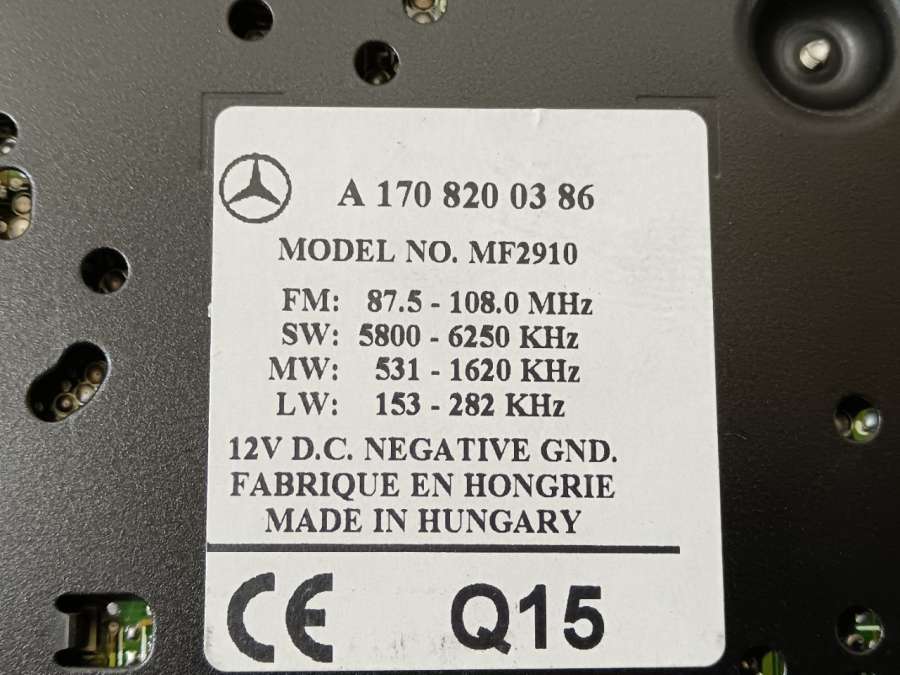 A 170 820 03 86
MODEL NO. MF2910
FM: 87.5 - 108.0 MHz
SW: 5800 - 6250 KHz
MW: 531 - 1620 KHz
LW: 153 - 282 KHz
12V D.C. NEGATIVE GND.
FABRIQUE EN HONGRIE
MADE IN HUNGARY
CE Q15